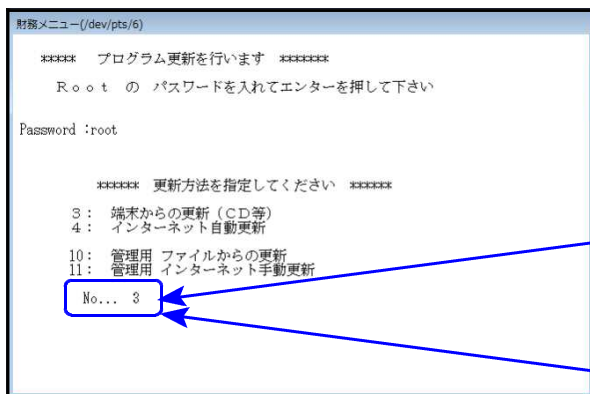 財務メニュー(/dev/pts/6)
***** プログラム更新を行います *******
Ｒｏｏｔ の パスワードを入れてエンターを押して下さい
Password :root
****** 更新方法を指定してください ******
3： 端末からの更新（ＣＤ等）
4： インターネット自動更新
10： 管理用 ファイルからの更新
11： 管理用 インターネット手動更新
No... 3